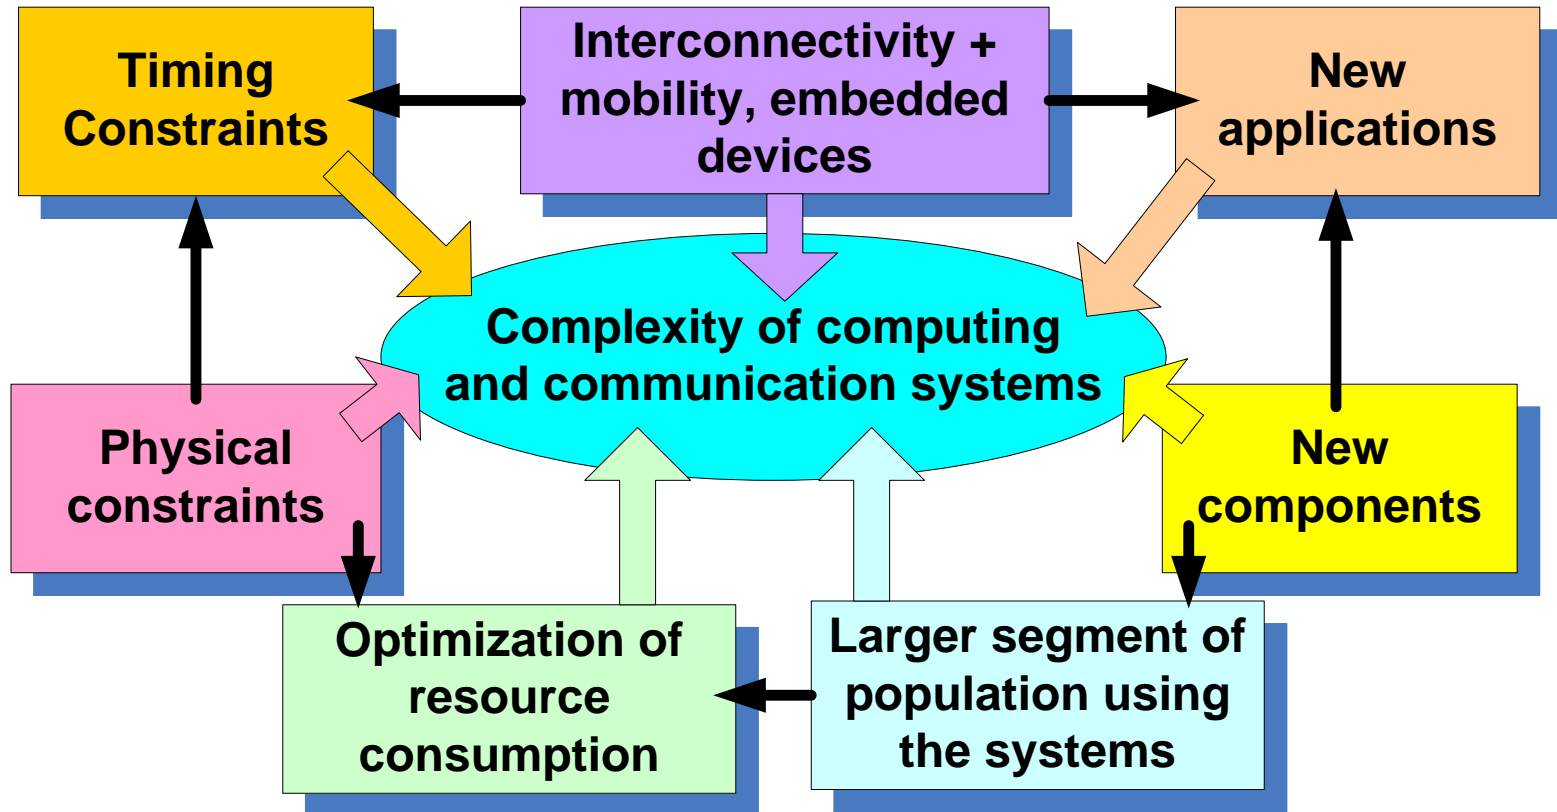 Timing
Constraints
Interconnectivity +
mobility, embedded
devices
New
applications
Complexity of computing
and communication systems
Physical
constraints
New
components
Optimization of
resource
consumption
Larger segment of
population using
the systems